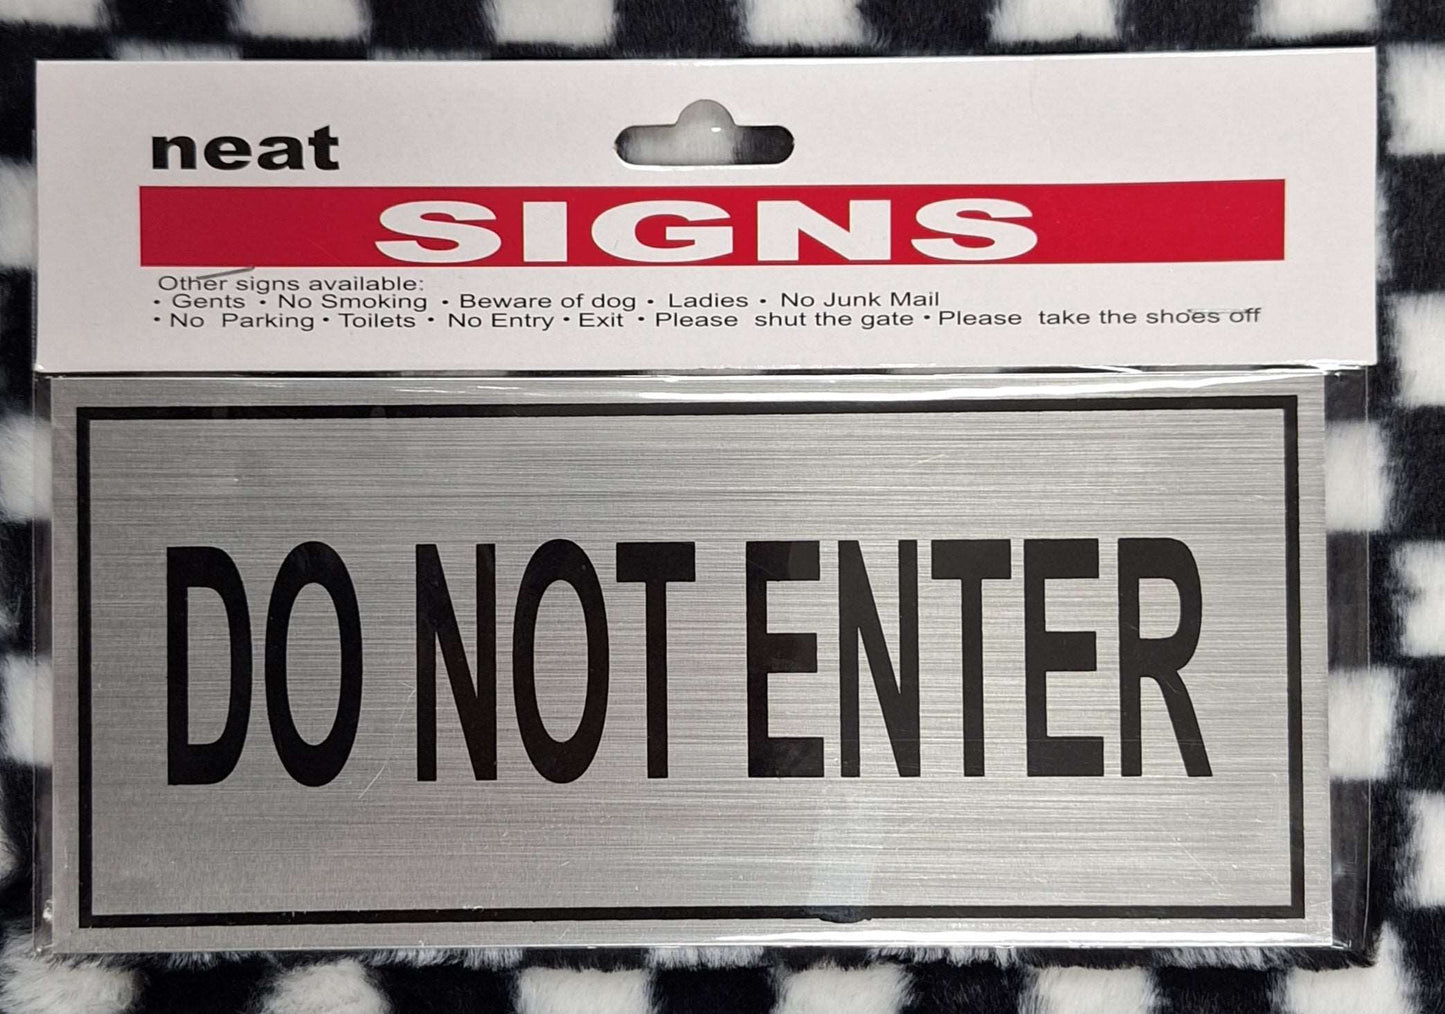 neat
SIGNS
Other signs available:
• Gents • No Smoking • Beware of dog • Ladies • No Junk Mail
• No Parking • Toilets • No Entry • Exit • Please shut the gate • Please take the shoes off
DO NOT ENTER